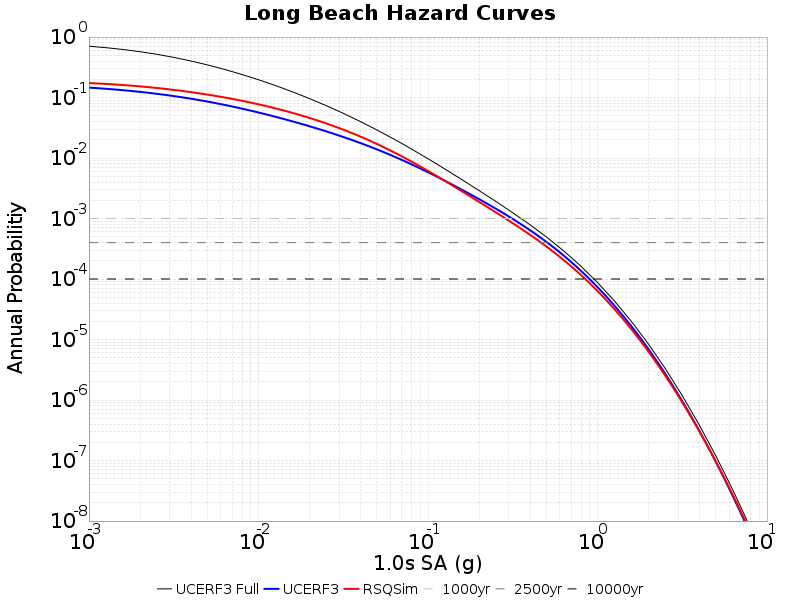 Long Beach Hazard Curves
Annual Probabilitiy
10^0
10^-1
10^-2
10^-3
10^-4
10^-5
10^-6
10^-7
10^-8
10^-3 10^-2 10^-1 10^0 10^1
1.0s SA (g)
UCERF3 Full UCERF3 RSQSim 1000yr 2500yr 10000yr